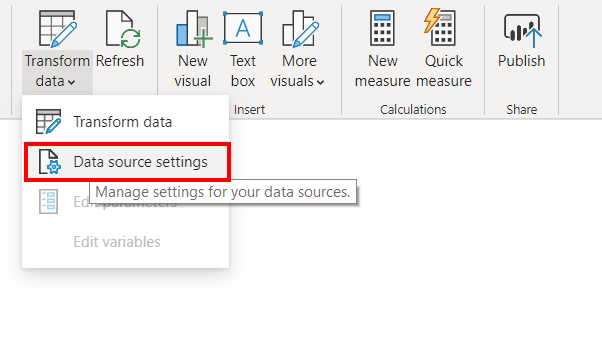 Transform data
Refresh
New visual
Text box
More visuals
New measure
Quick measure
Publish
Insert
Calculations
Share
Transform data
Data source settings
Manage settings for your data sources.
Edit parameters
Edit variables
A